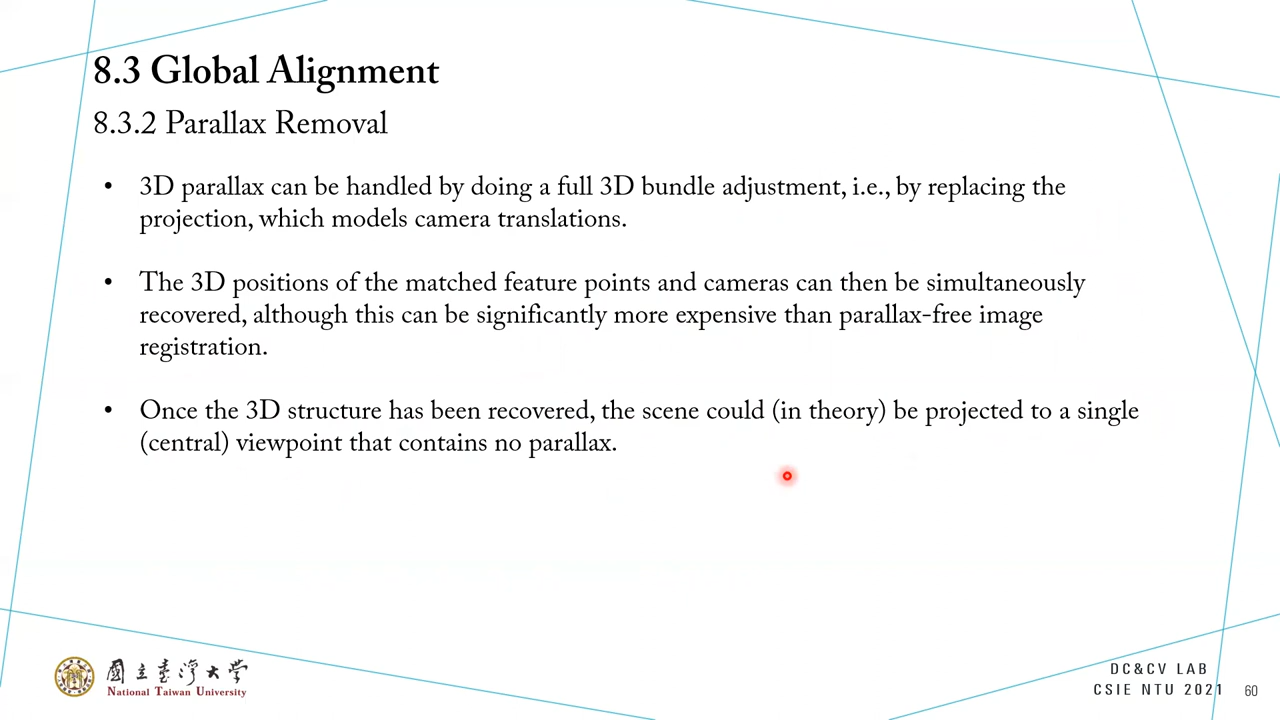 8.3 Global Alignment
8.3.2 Parallax Removal
• 3D parallax can be handled by doing a full 3D bundle adjustment, i.e., by replacing the
projection, which models camera translations.
• The 3D positions of the matched feature points and cameras can then be simultaneously
recovered, although this can be significantly more expensive than parallax-free image
registration.
• Once the 3D structure has been recovered, the scene could (in theory) be projected to a single
(central) viewpoint that contains no parallax.
國立臺灣大學
National Taiwan University
DC&CV LAB
CSIE NTU 2021
60